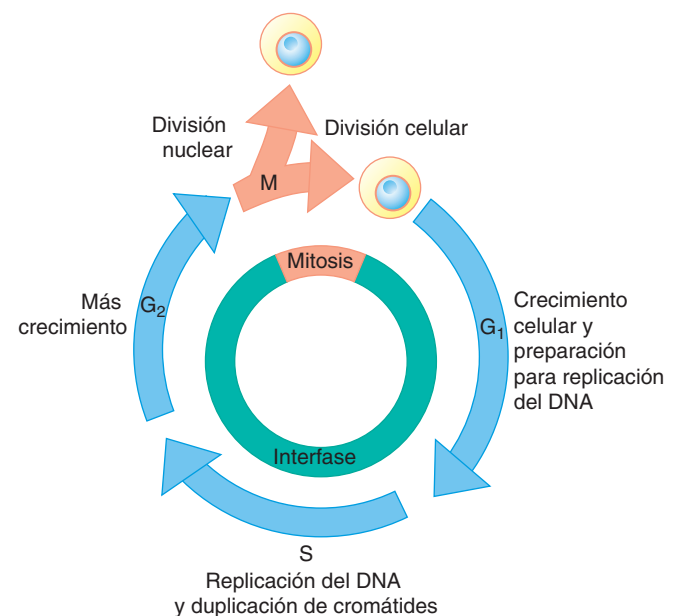 División
nuclear
División celular
M
Mitosis
Más
crecimiento
G₂
G₁
Crecimiento
celular y
preparación
para replicación
del DNA
Interfase
S
Replicación del DNA
y duplicación de cromátides